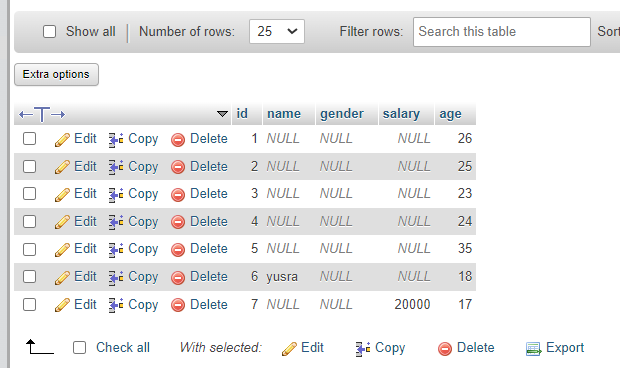 Show all Number of rows: 25 Filter rows: Search this table Sort
Extra options
id name gender salary age
Edit Copy Delete 1 NULL NULL NULL 26
Edit Copy Delete 2 NULL NULL NULL 25
Edit Copy Delete 3 NULL NULL NULL 23
Edit Copy Delete 4 NULL NULL NULL 24
Edit Copy Delete 5 NULL NULL NULL 35
Edit Copy Delete 6 yusra NULL NULL 18
Edit Copy Delete 7 NULL NULL 20000 17
Check all With selected: Edit Copy Delete Export